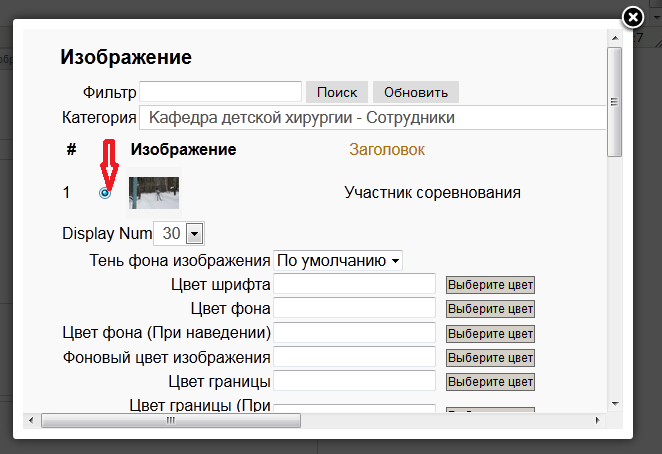 Изображение
Фильтр Поиск Обновить
Категория Кафедра детской хирургии - Сотрудники
# Изображение Заголовок
1 Участник соревнования
Display Num 30
Тень фона изображения По умолчанию
Цвет шрифта Выберите цвет
Цвет фона Выберите цвет
Цвет фона (При наведении) Выберите цвет
Фоновый цвет изображения Выберите цвет
Цвет границы Выберите цвет
Цвет границы (При Выберите цвет